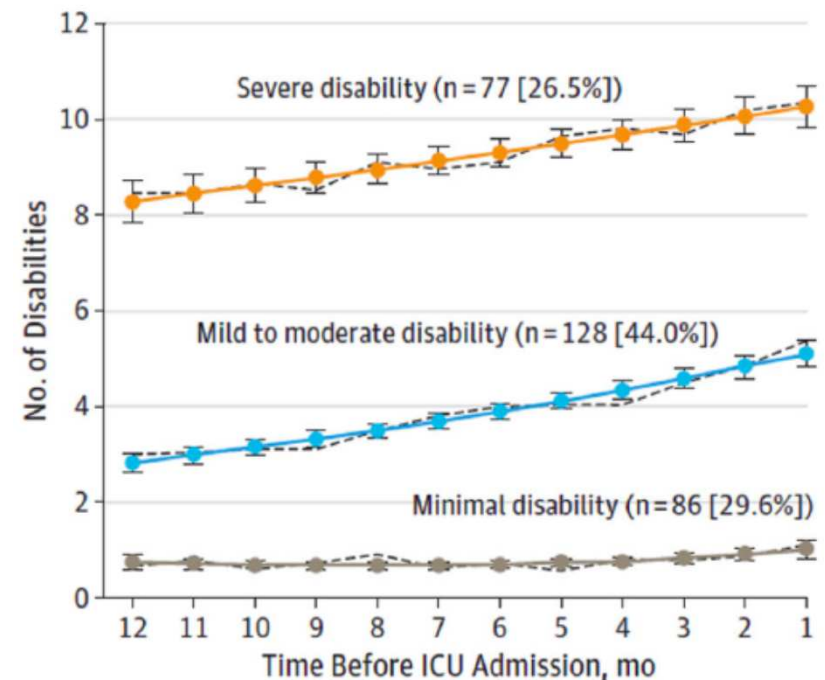 12
10
8
6
4
2
0
No. of Disabilities
Severe disability (n=77 [26.5%])
Mild to moderate disability (n=128 [44.0%])
Minimal disability (n=86 [29.6%])
12 11 10 9 8 7 6 5 4 3 2 1
Time Before ICU Admission, mo